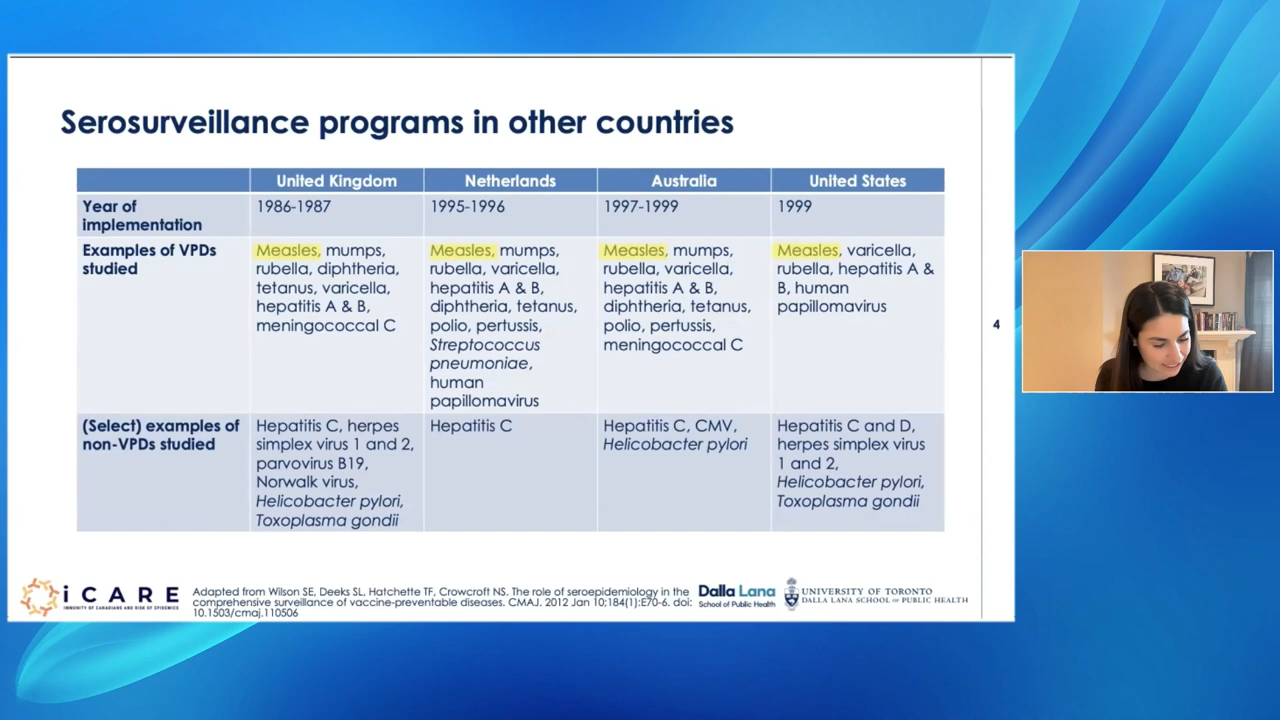 Serosurveillance programs in other countries
United Kingdom
Netherlands
Australia
United States
Year of
implementation
1986-1987
1995-1996
1997-1999
1999
Examples of VPDs
studied
Measles, mumps,
rubella, diphtheria,
tetanus, varicella,
hepatitis A & B,
meningococcal C
Measles, mumps,
rubella, varicella,
hepatitis A & B,
diphtheria, tetanus,
polio, pertussis,
Streptococcus
pneumoniae,
human
papillomavirus
Measles, mumps,
rubella, varicella,
hepatitis A & B,
diphtheria, tetanus,
polio, pertussis,
meningococcal C
Measles, varicella,
rubella, hepatitis A &
B, human
papillomavirus
(Select) examples of
non-VPDs studied
Hepatitis C, herpes
simplex virus 1 and 2,
parvovirus B19,
Norwalk virus,
Helicobacter pylori,
Toxoplasma gondii
Hepatitis C
Hepatitis C, CMV,
Helicobacter pylori
Hepatitis C and D,
herpes simplex virus
1 and 2,
Helicobacter pylori,
Toxoplasma gondii
4
iCARE
IMMUNITY OF CANADIANS AND RISK OF EPIDEMICS
Adapted from Wilson SE, Deeks SL, Hatchette TF, Crowcroft NS. The role of seroepidemiology in the
comprehensive surveillance of vaccine-preventable diseases. CMAJ. 2012 Jan 10;184(1):E70-6. doi:
10.1503/cmaj.110506
Dalla Lana
School of Public Health
UNIVERSITY OF TORONTO
DALLA LANA SCHOOL OF PUBLIC HEALTH